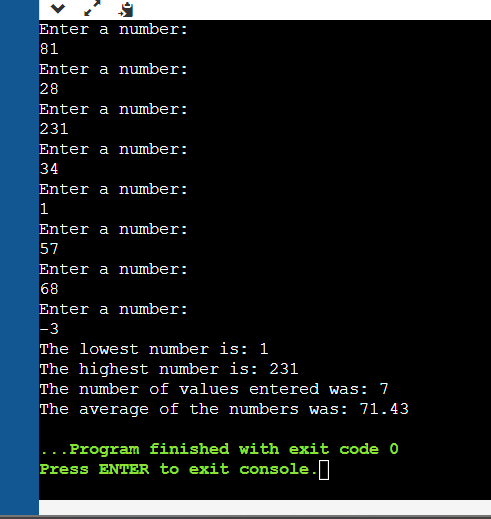 Enter a number:
81
Enter a number:
28
Enter a number:
231
Enter a number:
34
Enter a number:
1
Enter a number:
57
Enter a number:
68
Enter a number:
-3
The lowest number is: 1
The highest number is: 231
The number of values entered was: 7
The average of the numbers was: 71.43
...Program finished with exit code 0
Press ENTER to exit console.